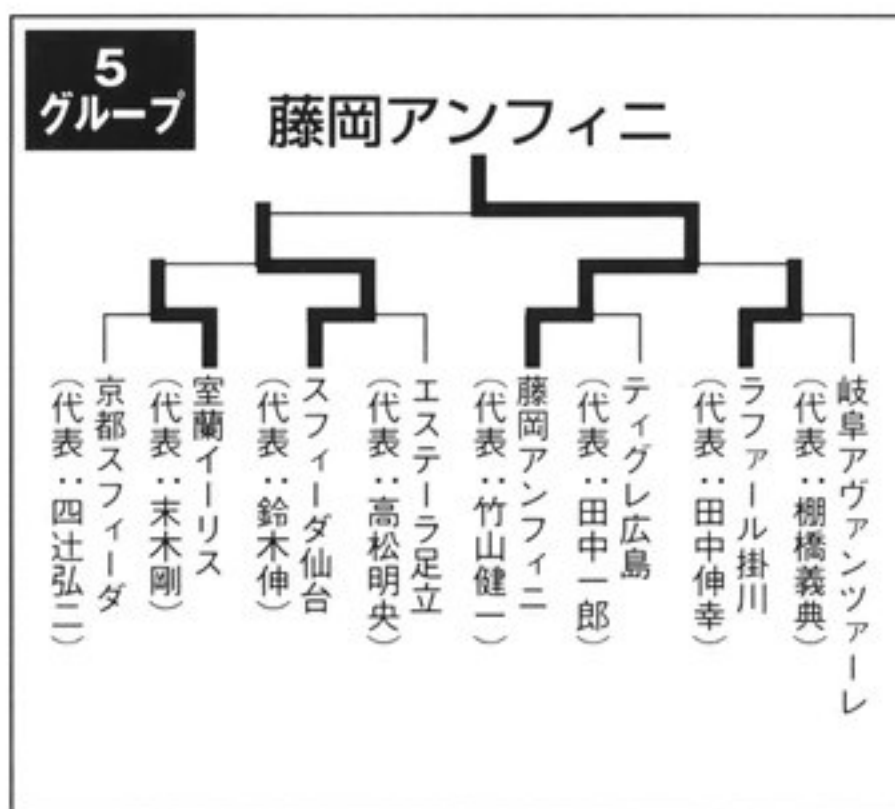 5
グループ
藤岡アンフィニ
京都スフィーダ
(代表:四辻弘二)
室蘭イーリス
(代表:末木剛)
スフィーダ仙台
(代表:鈴木伸)
エステーラ足立
(代表:高松明央)
藤岡アンフィニ
(代表:竹山健一)
ティグレ広島
(代表:田中一郎)
ラファール掛川
(代表:田中伸幸)
岐阜アヴァンツァーレ
(代表:棚橋義典)